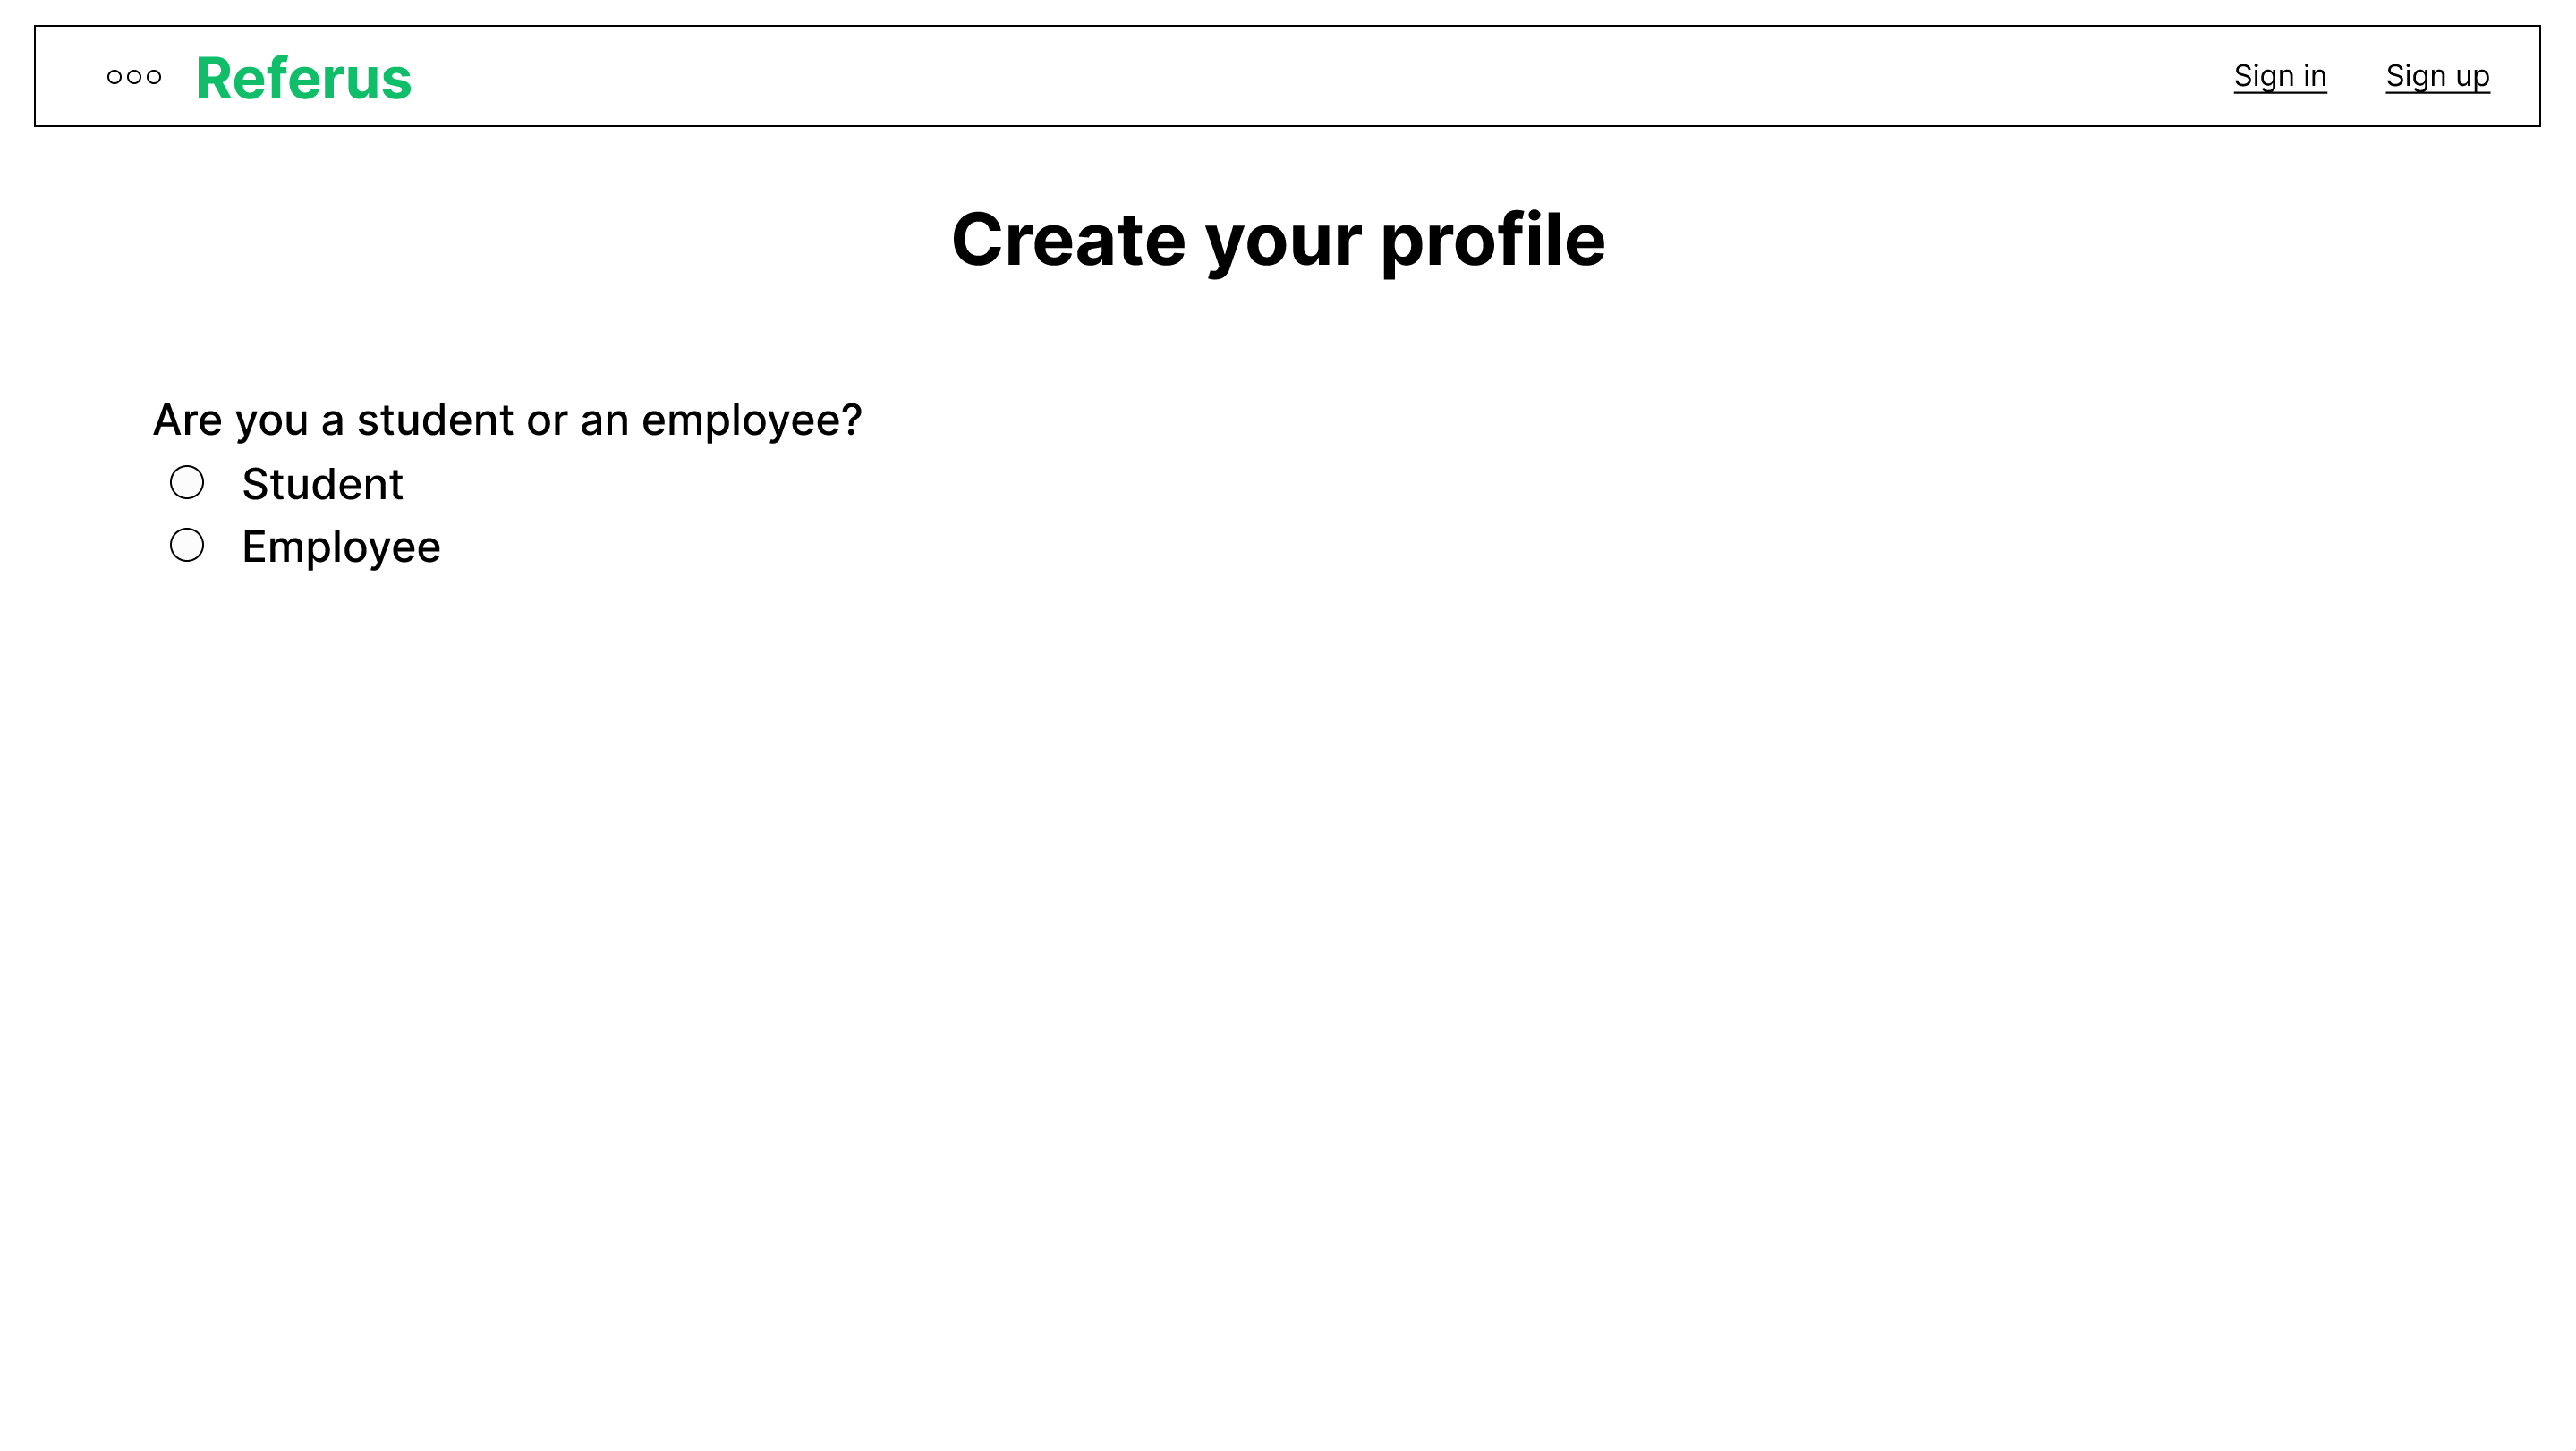 Referus
Sign in
Sign up
Create your profile
Are you a student or an employee?
Student
Employee